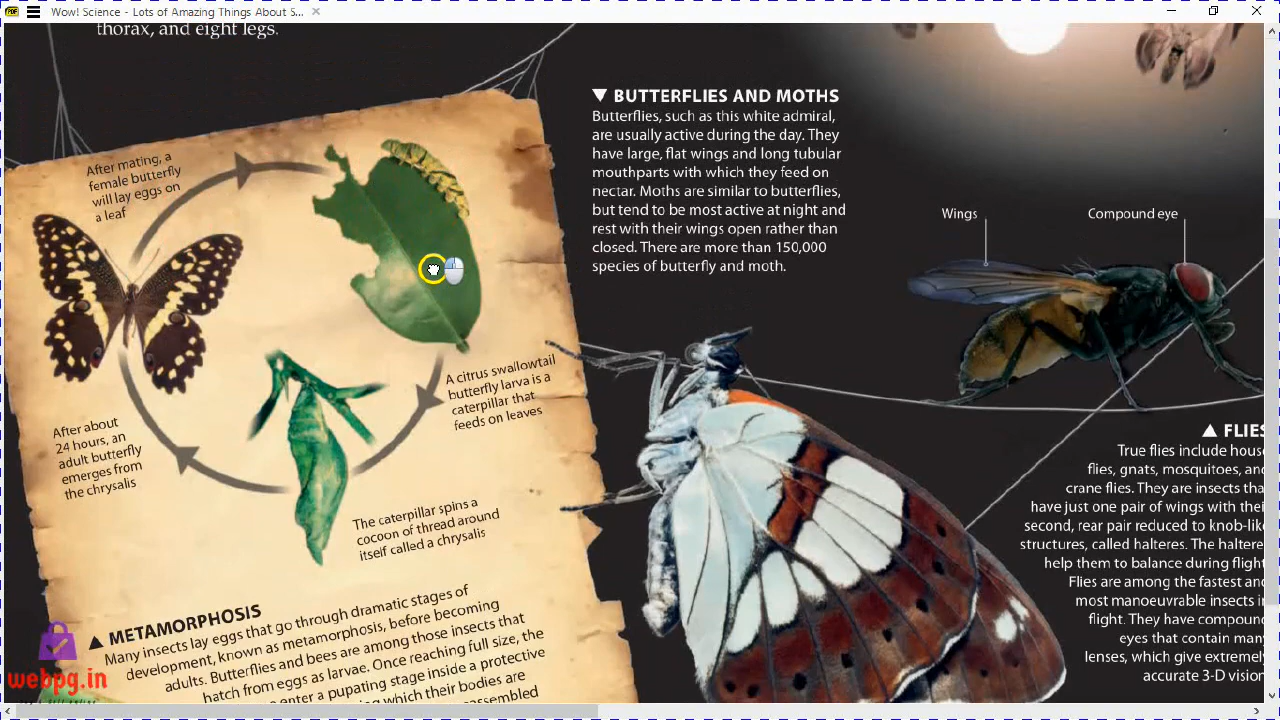 Wow! Science - Lots of Amazing Things About S...
thorax, and eight legs.
After mating, a
female butterfly
will lay eggs on
a leaf
A citrus swallowtail
butterfly larva is a
caterpillar that
feeds on leaves
The caterpillar spins a
cocoon of thread around
itself called a chrysalis
After about
24 hours, an
adult butterfly
emerges from
the chrysalis
▲ METAMORPHOSIS
Many insects lay eggs that go through dramatic stages of
development, known as metamorphosis, before becoming
adults. Butterflies and bees are among those insects that
hatch from eggs as larvae. Once reaching full size, the
enter a pupating stage inside a protective
ing which their bodies are
assembled
▼ BUTTERFLIES AND MOTHS
Butterflies, such as this white admiral,
are usually active during the day. They
have large, flat wings and long tubular
mouthparts with which they feed on
nectar. Moths are similar to butterflies,
but tend to be most active at night and
rest with their wings open rather than
closed. There are more than 150,000
species of butterfly and moth.
Wings
Compound eye
▲ FLIES
True flies include hous
flies, gnats, mosquitoes, and
crane flies. They are insects tha
have just one pair of wings with thei
second, rear pair reduced to knob-lik
structures, called halteres. The haltere
help them to balance during flight
Flies are among the fastest and
most manoeuvrable insects in
flight. They have compound
eyes that contain many
lenses, which give extremely
accurate 3-D vision
webpg.in